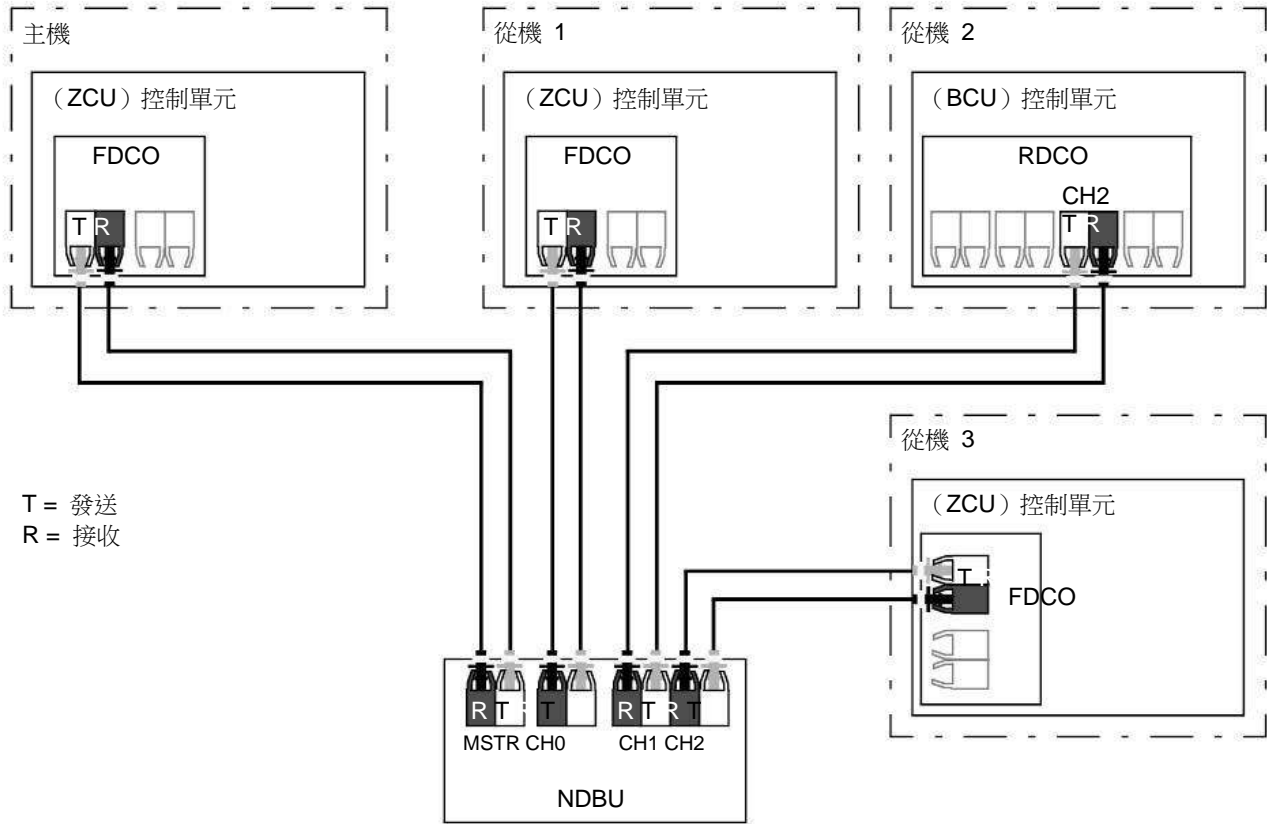 主機
（ZCU）控制單元
FDCO
T R
從機 1
（ZCU）控制單元
FDCO
T R
從機 2
（BCU）控制單元
RDCO
CH2
T R
從機 3
（ZCU）控制單元
T
FDCO
T = 發送
R = 接收
R T R T R T R T
MSTR CH0 CH1 CH2
NDBU